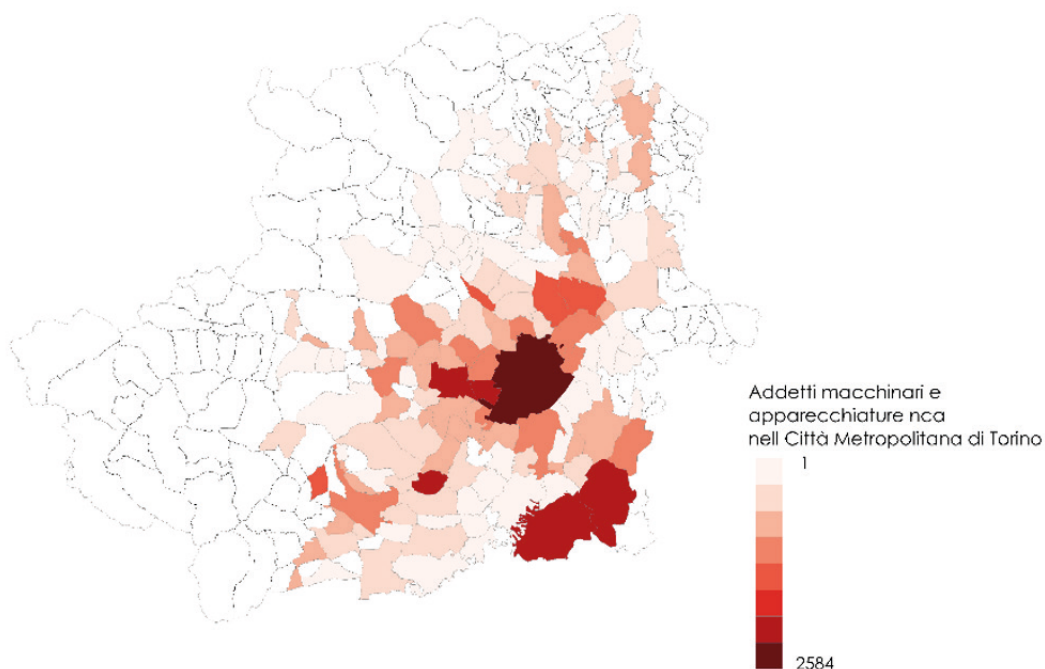 Addetti macchinari e
apparecchiature nca
nell Città Metropolitana di Torino
1
2584